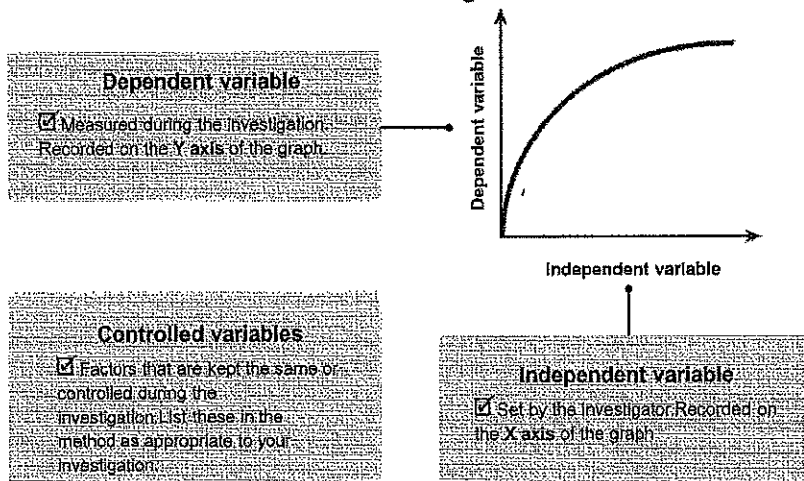 Dependent variable
☑ Measured during the investigation.
Recorded on the Y axis of the graph.
Dependent variable
Independent variable
Controlled variables
☑ Factors that are kept the same or
controlled during the
investigation. List these in the
method as appropriate to your
investigation.
Independent variable
☑ Set by the investigator. Recorded on
the X axis of the graph